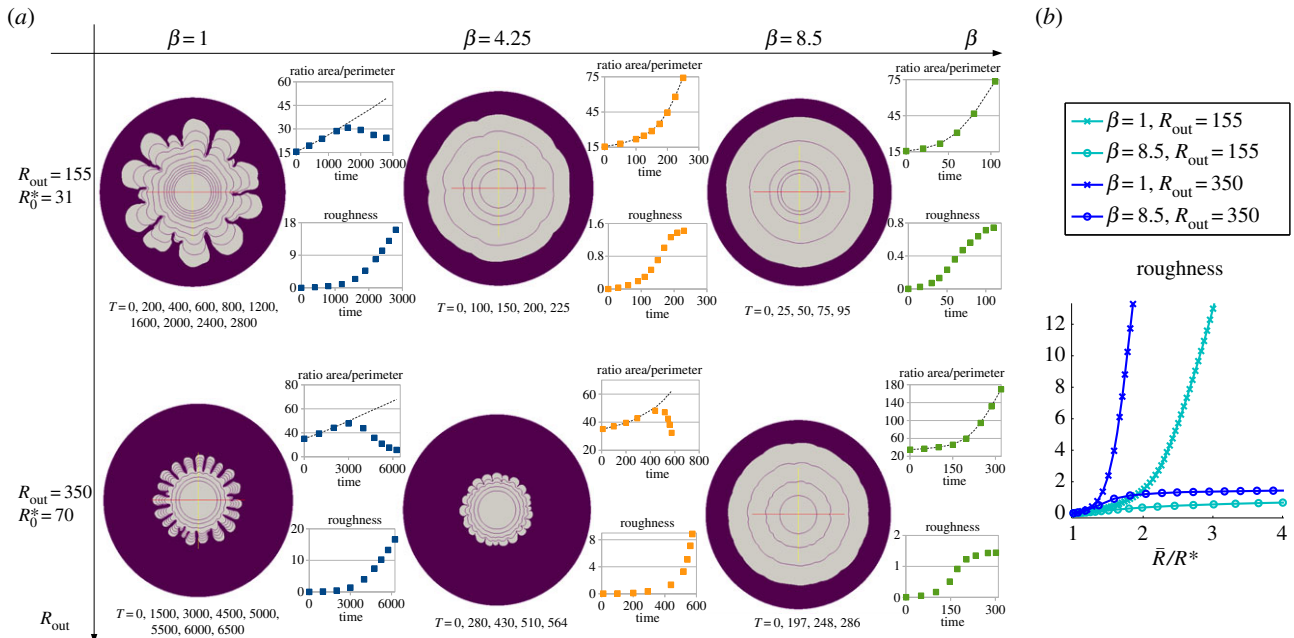 (a)
β = 1
β = 4.25
β = 8.5
β
R_out = 155
R*_0 = 31
ratio area/perimeter
60
45
30
15
0 1000 2000 3000
time
roughness
18
12
6
0
0 1000 2000 3000
time
T = 0, 200, 400, 600, 800, 1200,
1600, 2000, 2400, 2800
ratio area/perimeter
75
45
15
0 100 200 300
time
roughness
1.8
1.2
0.6
0
0 100 200 300
time
T = 0, 100, 150, 200, 225
ratio area/perimeter
75
45
15
0 50 100
time
roughness
0.8
0.4
0
0 50 100
time
T = 0, 25, 50, 75, 95
R_out = 350
R*_0 = 70
R_out
ratio area/perimeter
80
60
40
20
0
0 3000 6000
time
roughness
20
10
0
0 3000 6000
time
T = 0, 1500, 3000, 4500, 5000,
5500, 6000, 6500
ratio area/perimeter
60
40
20
0
0 200 400 600 800
time
roughness
9
6
3
0
0 200 400 600
time
T = 0, 280, 430, 510, 564
ratio area/perimeter
180
140
100
60
20
0 150 300
time
roughness
2
1
0
0 150 300
time
T = 0, 197, 248, 286
(b)
β = 1, R_out = 155
β = 8.5, R_out = 155
β = 1, R_out = 350
β = 8.5, R_out = 350
roughness
12
10
8
6
4
2
0
1 2 3 4
R̄/R*